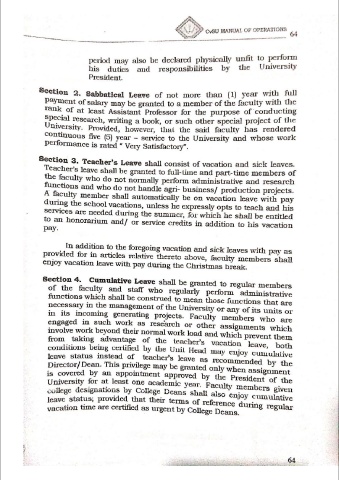 CvSU MANUAL OF OPERATIONS
64
period may also be declared physically unfit to perform
his duties and responsibilities by the University
President.
Section 2. Sabbatical Leave of not more than (1) year with full
payment of salary may be granted to a member of the faculty with the
rank of at least Assistant Professor for the purpose of conducting
special research, writing a book, or such other special project of the
University. Provided, however, that the said faculty has rendered
continuous five (5) year – service to the University and whose work
performance is rated " Very Satisfactory".
Section 3. Teacher's Leave shall consist of vacation and sick leaves.
Teacher's leave shall be granted to full-time and part-time members of
the faculty who do not normally perform administrative and research
functions and who do not handle agri- business/ production projects.
A faculty member shall automatically be on vacation leave with pay
during the school vacations, unless he expressly opts to teach and his
services are needed during the summer, for which he shall be entitled
to an honorarium and/ or service credits in addition to his vacation
pay.
In addition to the foregoing vacation and sick leaves with pay as
provided for in articles relative thereto above, faculty members shall
enjoy vacation leave with pay during the Christmas break.
Section 4. Cumulative Leave shall be granted to regular members
of the faculty and staff who regularly perform administrative
functions which shall be construed to mean those functions that are
necessary in the management of the University or any of its units or
in its incoming generating projects. Faculty members who are
engaged in such work as research or other assignments which
involve work beyond their normal work load and which prevent them
from taking advantage of the teacher's vacation leave, both
conditions being certified by the Unit Head may enjoy cumulative
leave status instead of teacher's leave as recommended by the
Director/Dean. This privilege may be granted only when assignment
is covered by an appointment approved by the President of the
University for at least one academic year. Faculty members given
college designations by College Deans shall also enjoy cumulative
leave status; provided that their terms of reference during regular
vacation time are certified as urgent by College Deans.
64